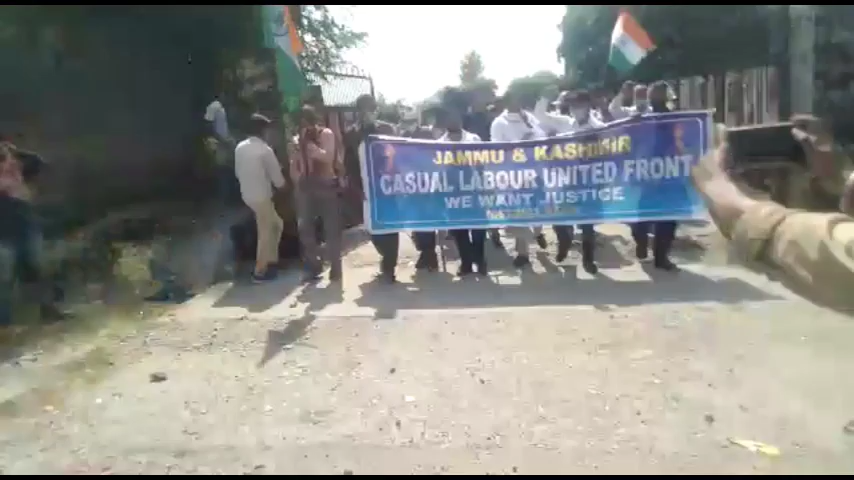 JAMMU & KASHMIR
CASUAL LABOUR UNITED FRONT
WE WANT JUSTICE